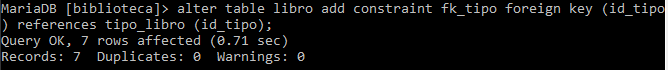 MariaDB [biblioteca]> alter table libro add constraint fk_tipo foreign key (id_tipo
) references tipo_libro (id_tipo);
Query OK, 7 rows affected (0.71 sec)
Records: 7  Duplicates: 0  Warnings: 0